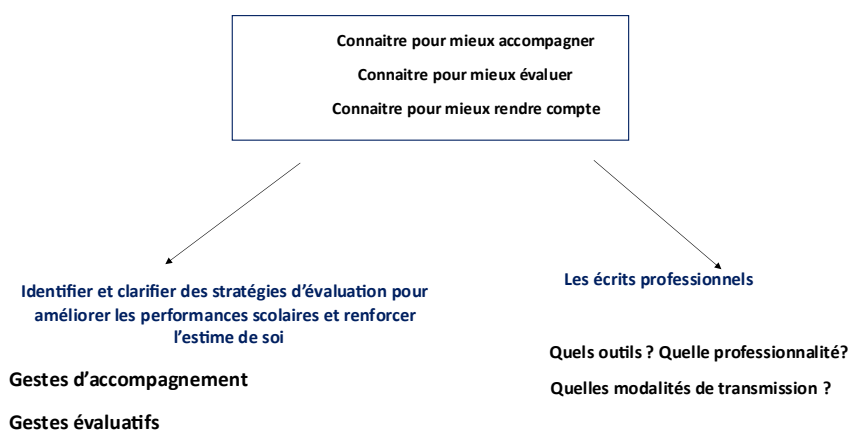 Connaitre pour mieux accompagner
Connaitre pour mieux évaluer
Connaitre pour mieux rendre compte
Identifier et clarifier des stratégies d’évaluation pour
améliorer les performances scolaires et renforcer
l’estime de soi
Gestes d’accompagnement
Gestes évaluatifs
Les écrits professionnels
Quels outils ? Quelle professionnalité?
Quelles modalités de transmission ?